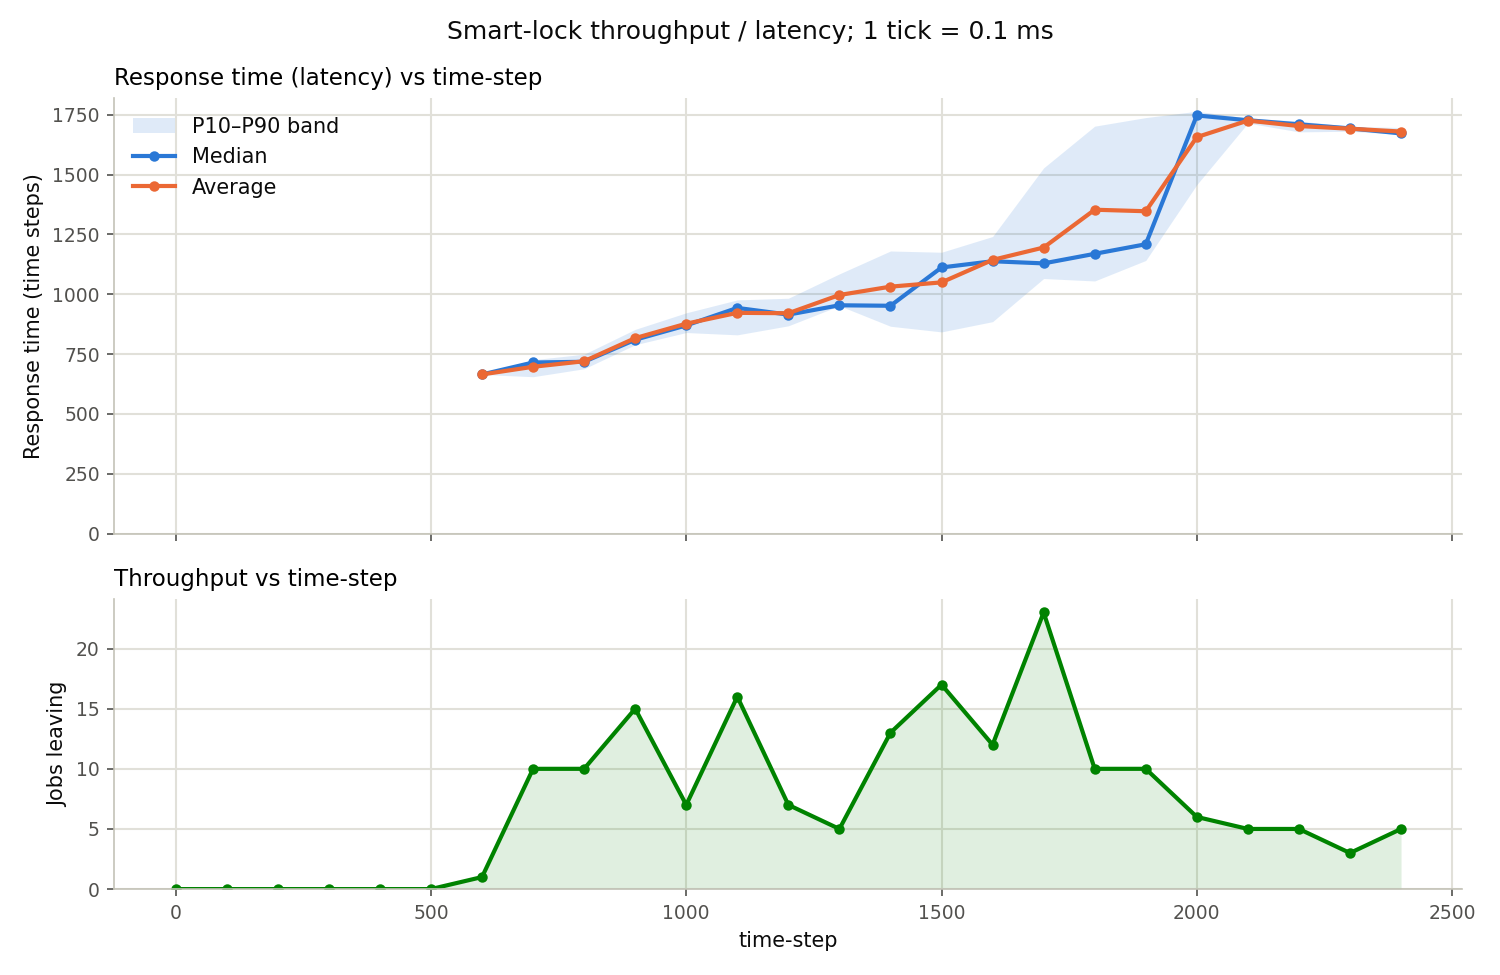 Smart-lock throughput / latency; 1 tick = 0.1 ms
Response time (latency) vs time-step
Response time (time steps)
1750
1500
1250
1000
750
500
250
0
P10–P90 band
Median
Average
Throughput vs time-step
Jobs leaving
20
15
10
5
0
0 500 1000 1500 2000 2500
time-step